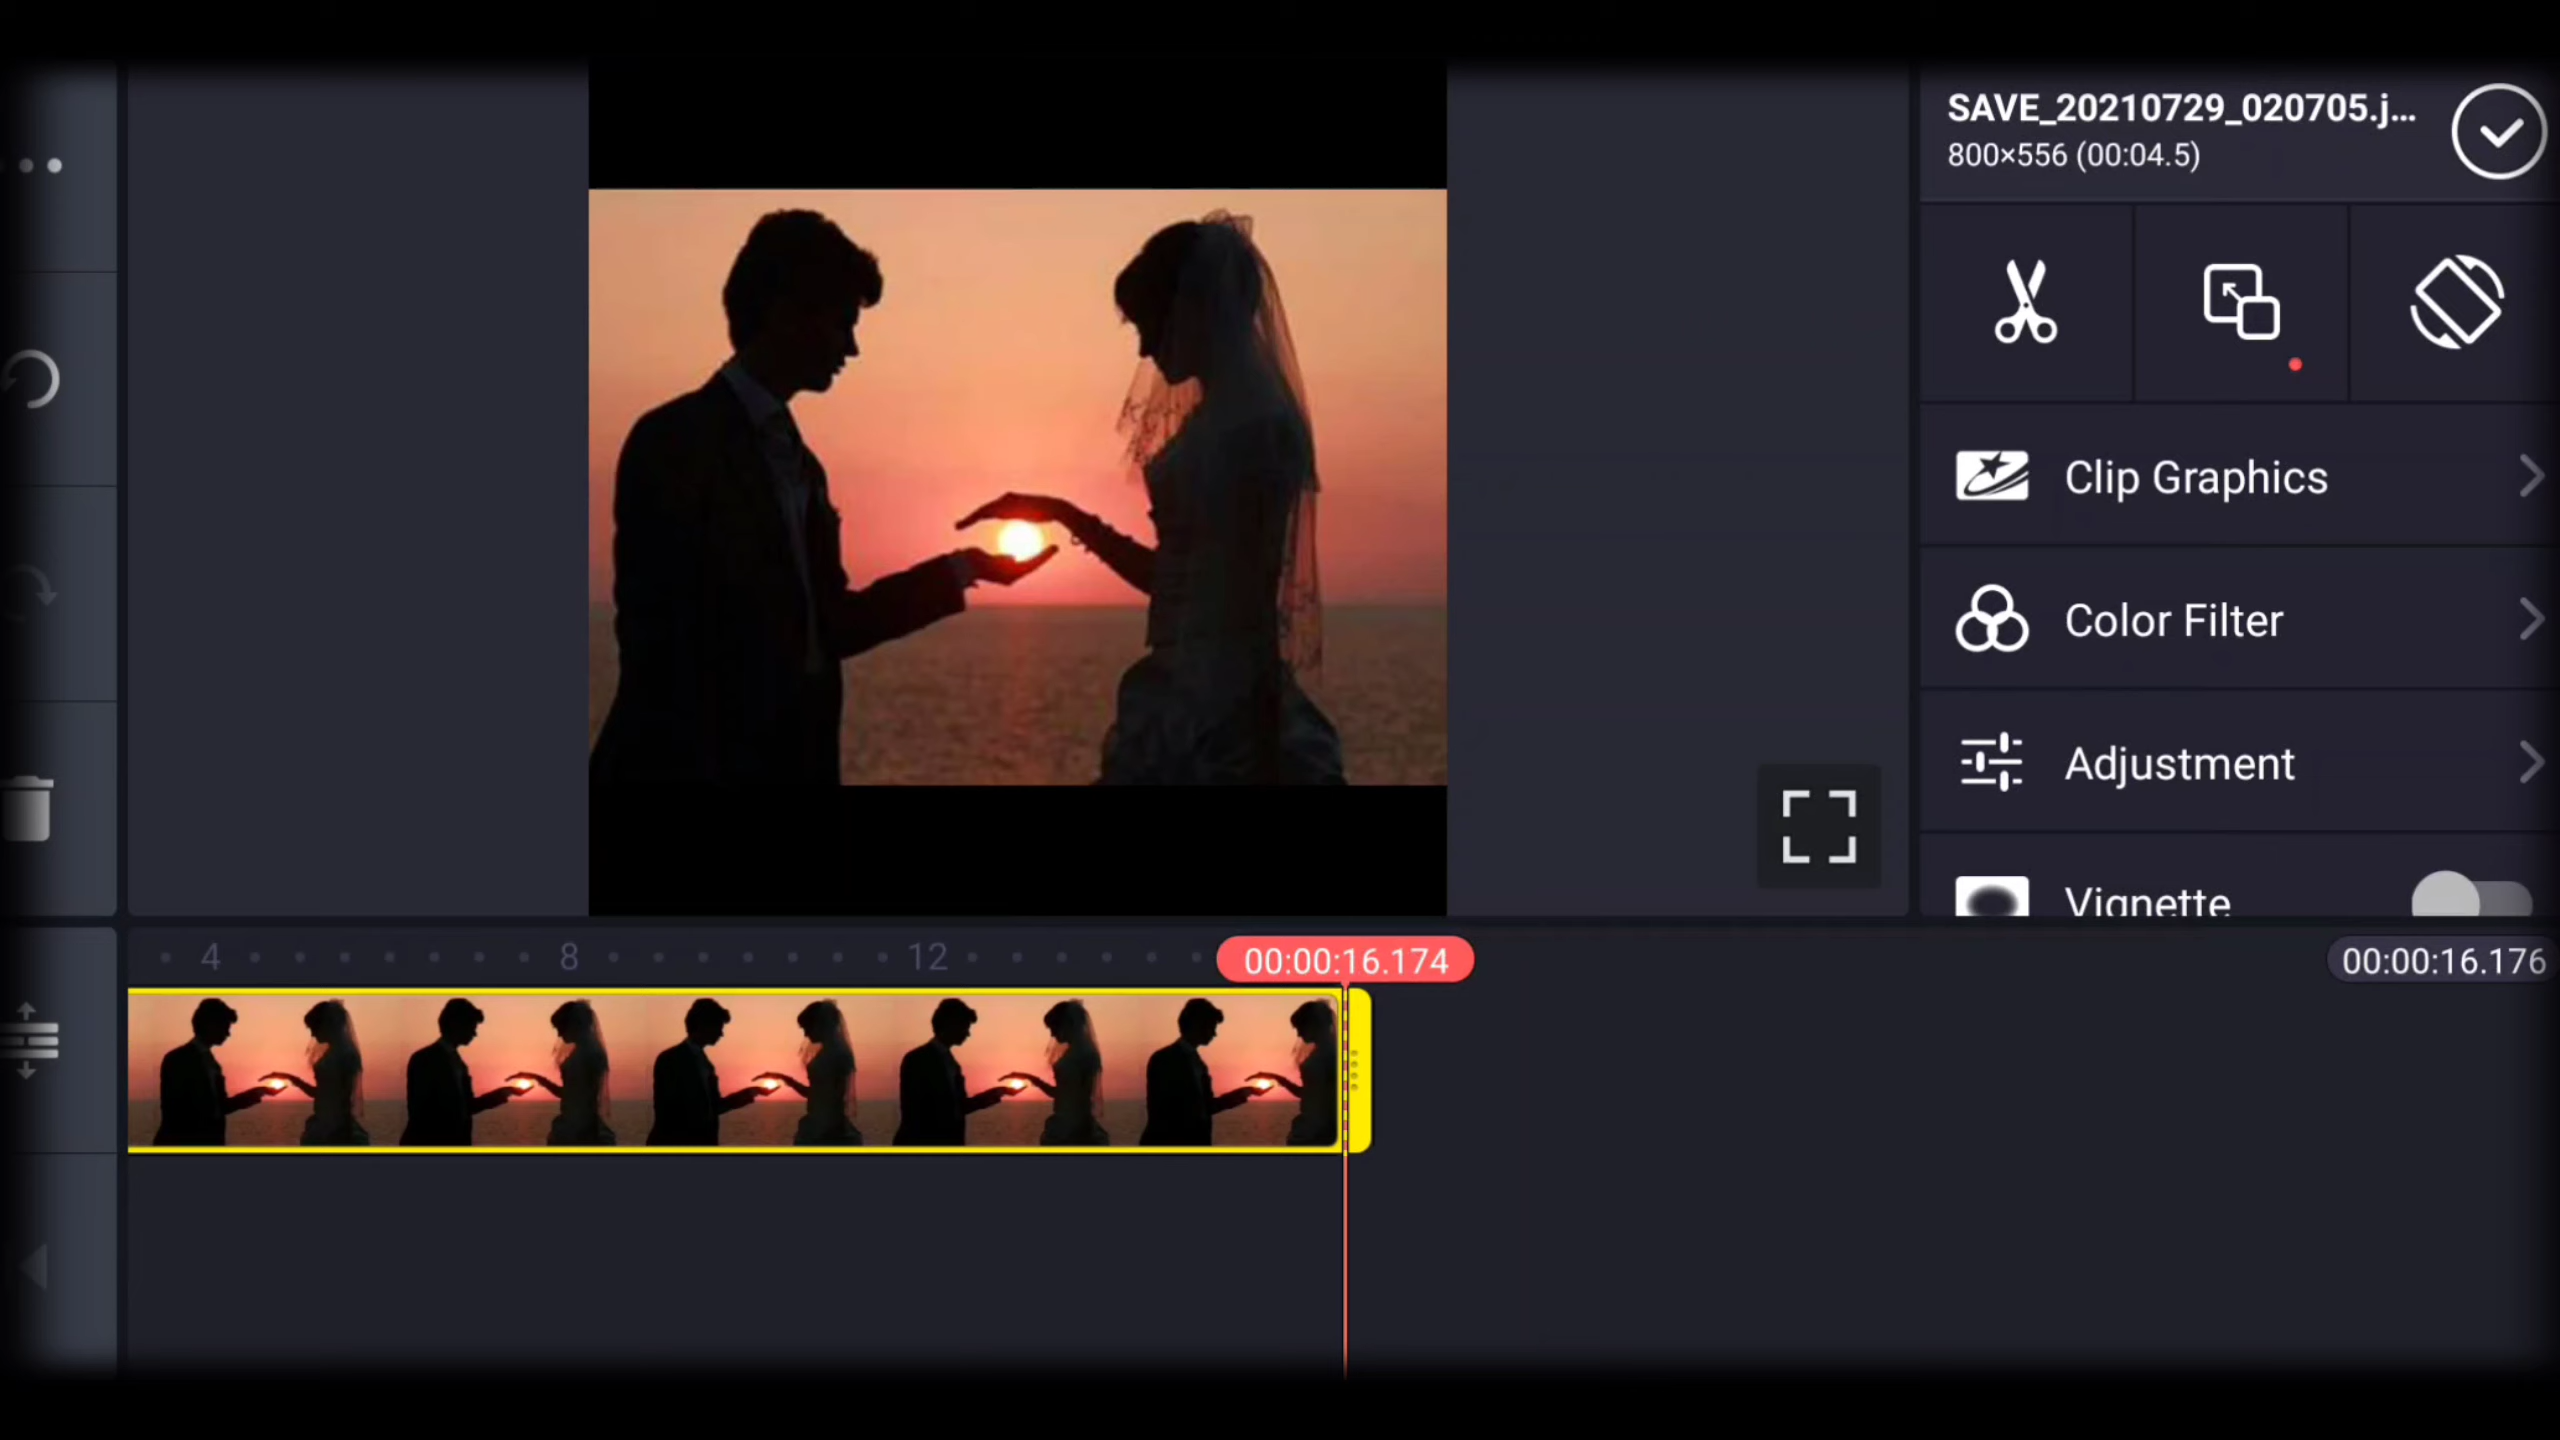 SAVE_20210729_020705.j...
800×556 (00:04.5)
Clip Graphics
Color Filter
Adjustment
Vignette
4 8 12 00:00:16.174 00:00:16.176